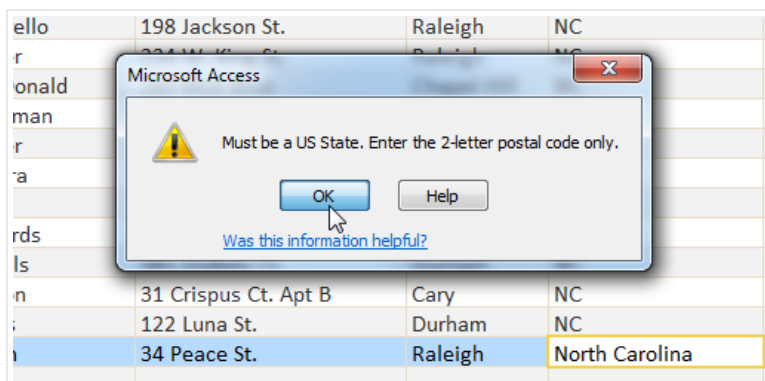 ello 198 Jackson St. Raleigh NC
r
Microsoft Access
onald
man
Must be a US State. Enter the 2-letter postal code only.
r
ra
OK Help
rds
Was this information helpful?
ls
n 31 Crispus Ct. Apt B Cary NC
122 Luna St. Durham NC
34 Peace St. Raleigh North Carolina